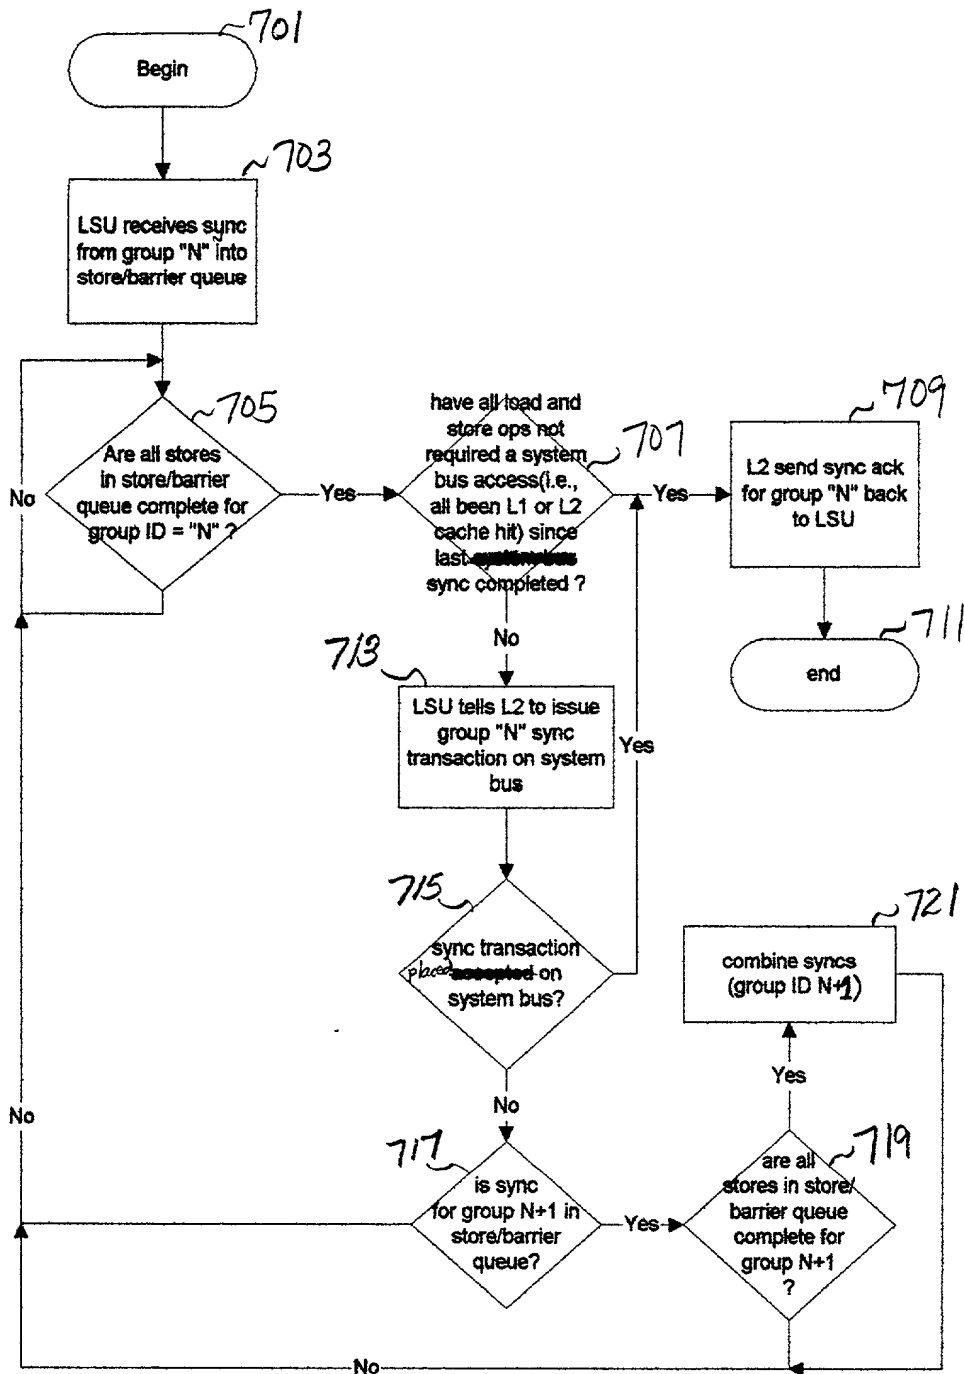 701
Begin
703
LSU receives sync
from group "N" into
store/barrier queue
705
Are all stores
in store/barrier
queue complete for
group ID = "N" ?
No
Yes
have all load and
store ops not
required a system
bus access(i.e.,
all been L1 or L2
cache hit) since
last system bus
sync completed ?
707
Yes
709
L2 send sync ack
for group "N" back
to LSU
711
end
No
713
LSU tells L2 to issue
group "N" sync
transaction on system
bus
Yes
715
sync transaction
placed accepted on
system bus?
721
combine syncs
(group ID N+1)
No
Yes
No
717
is sync
for group N+1 in
store/barrier
queue?
Yes
719
are all
stores in store/
barrier queue
complete for
group N+1
?
No